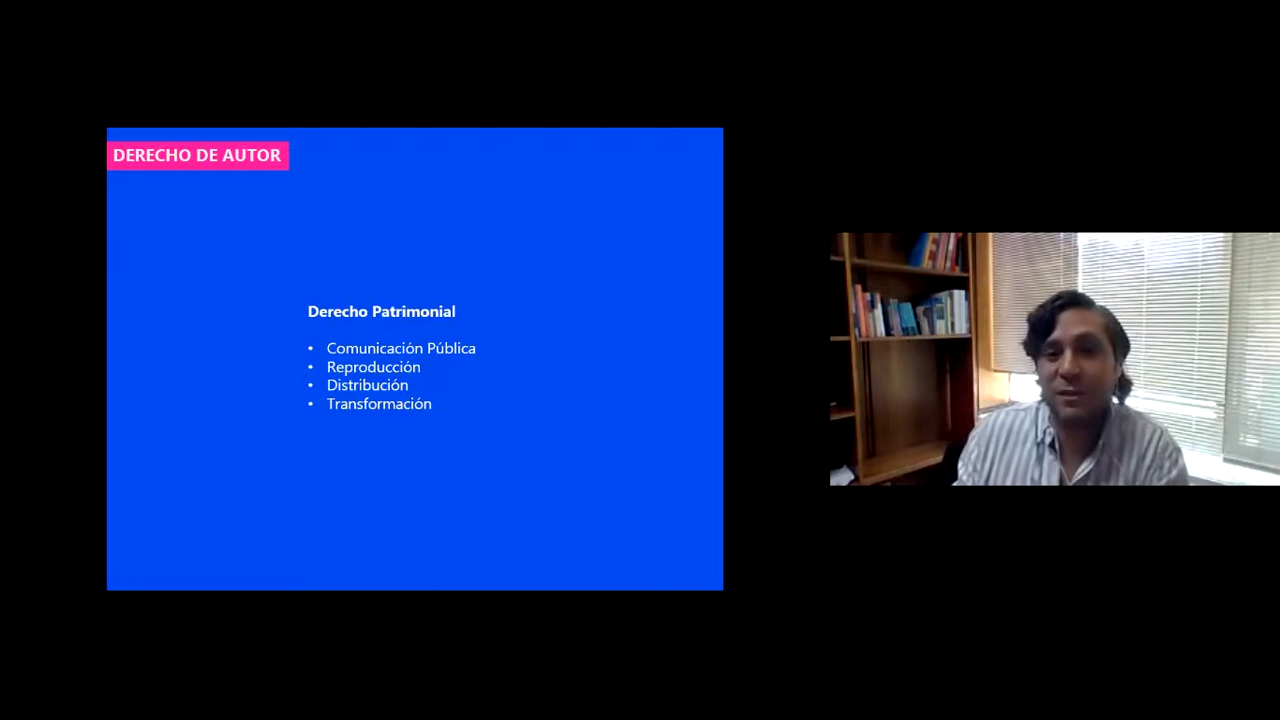 DERECHO DE AUTOR
Derecho Patrimonial
• Comunicación Pública
• Reproducción
• Distribución
• Transformación